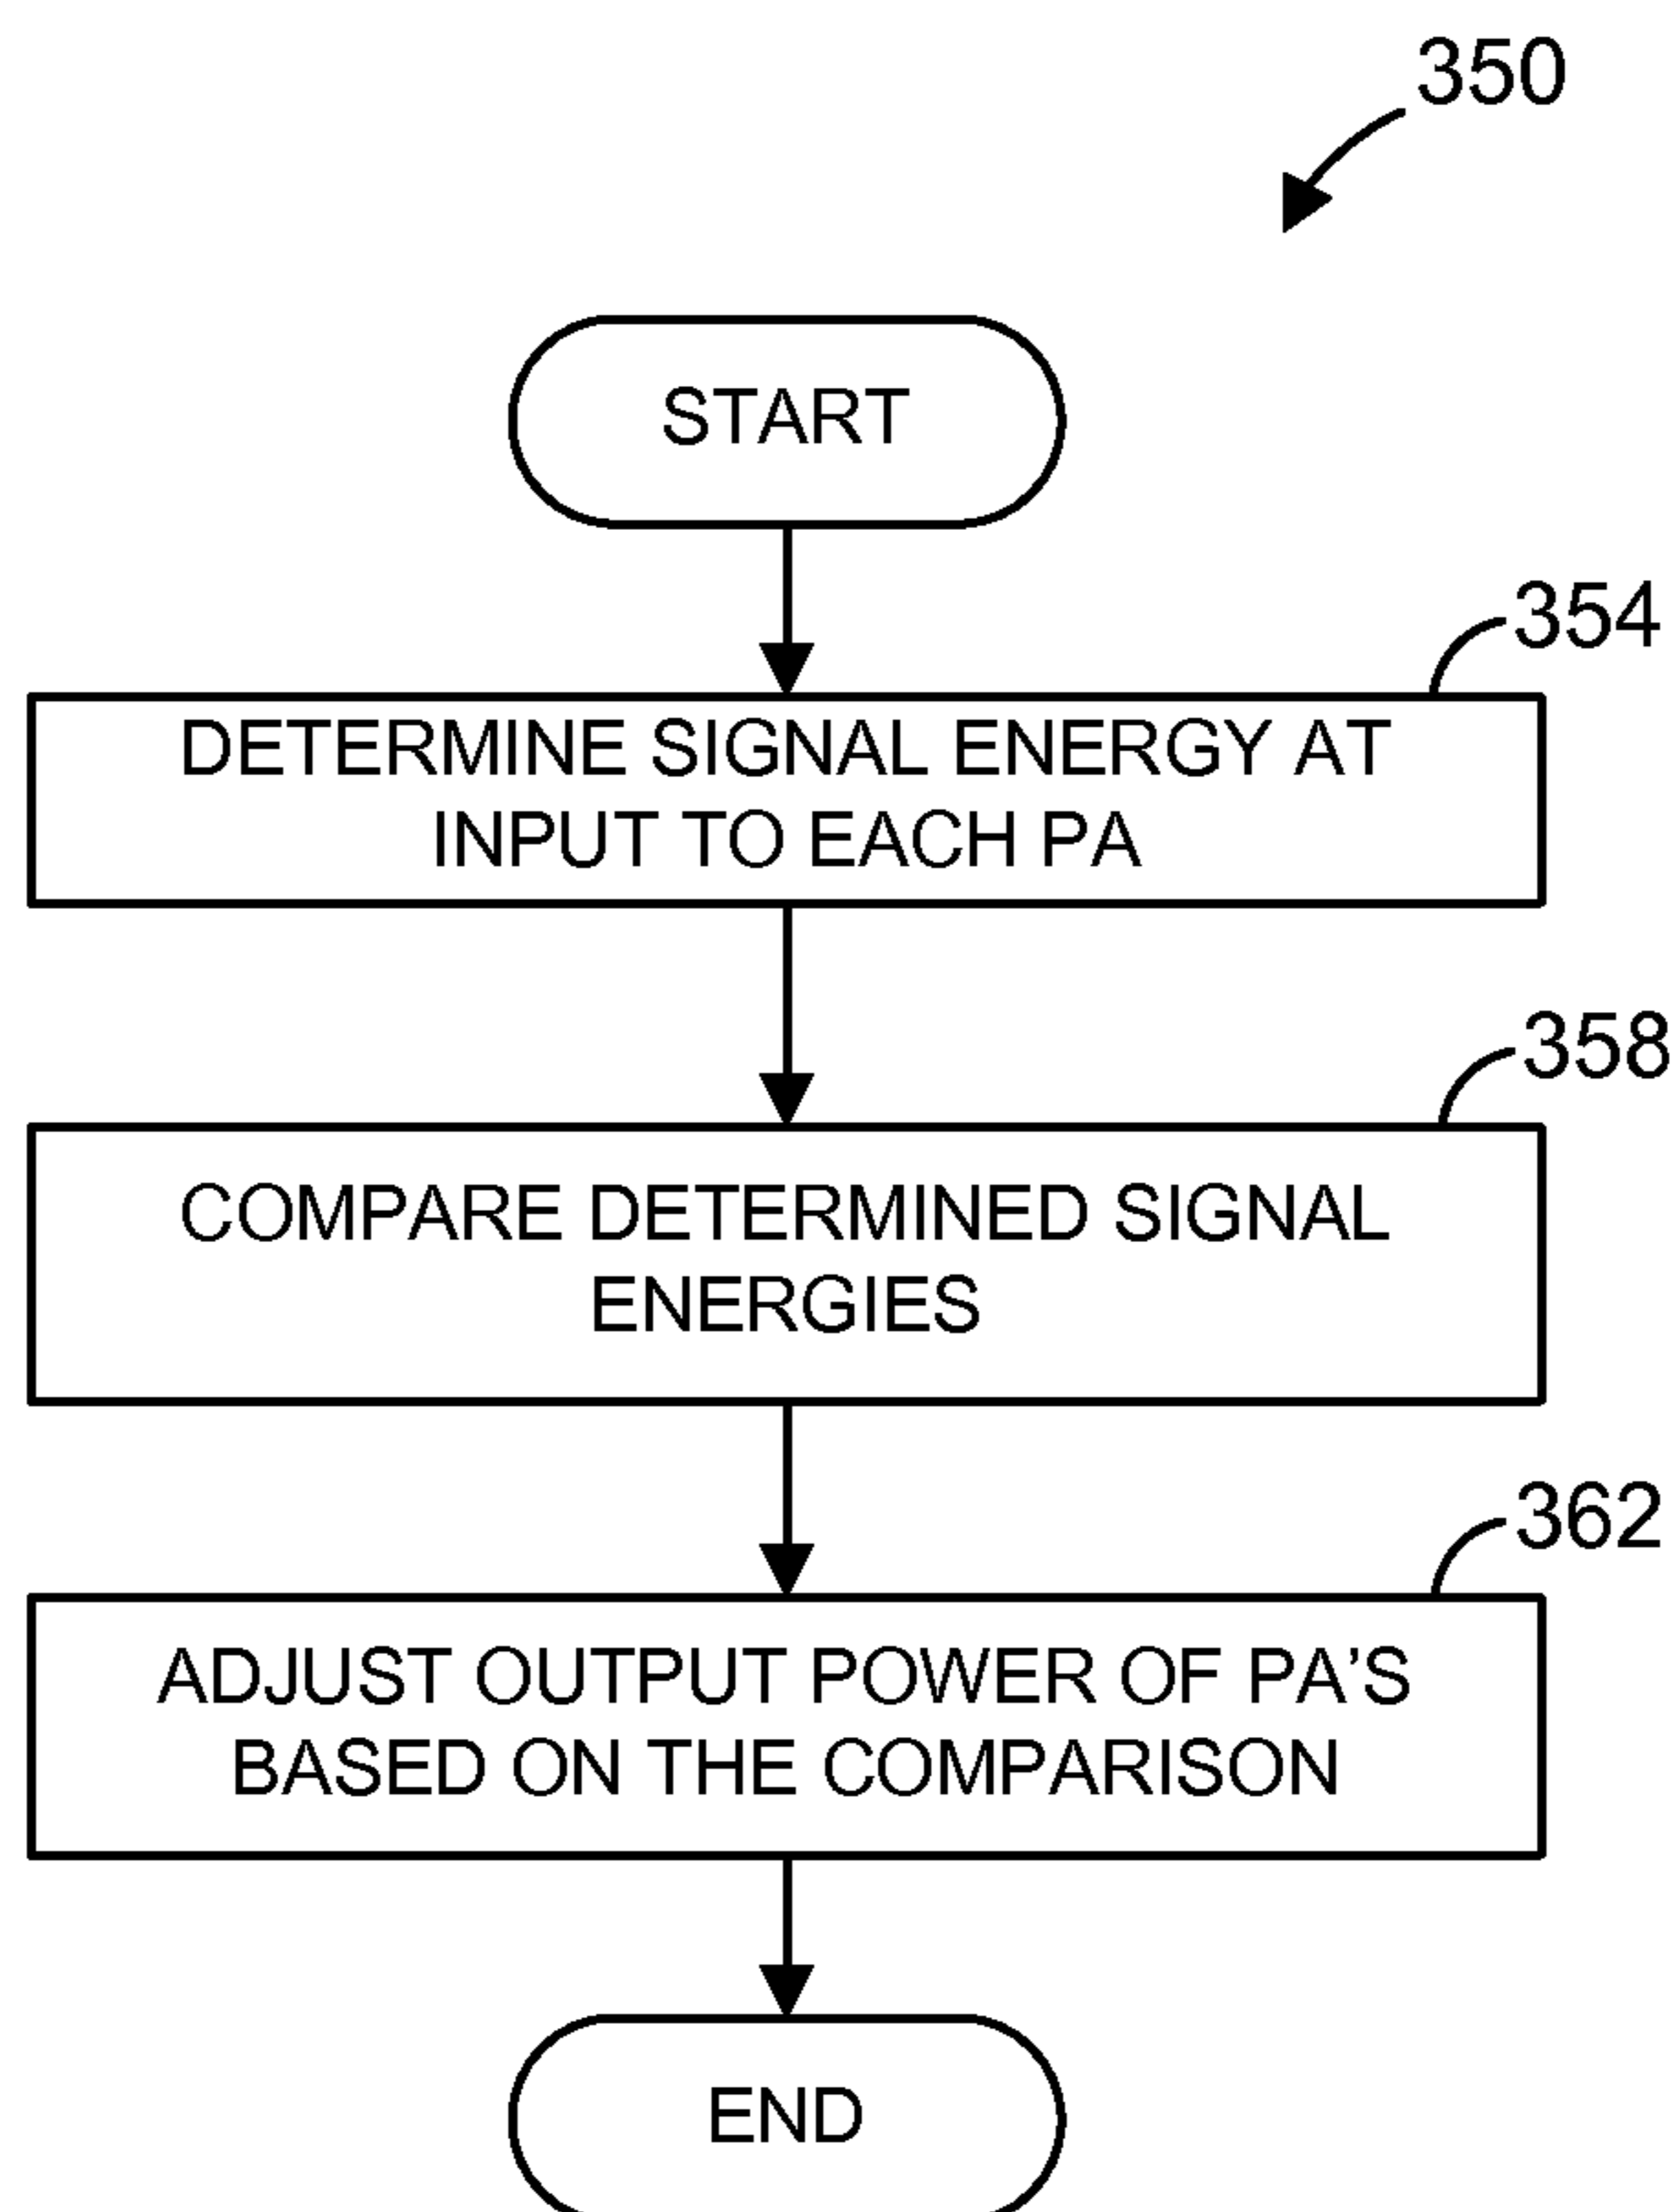 350
START
354
DETERMINE SIGNAL ENERGY AT
INPUT TO EACH PA
358
COMPARE DETERMINED SIGNAL
ENERGIES
362
ADJUST OUTPUT POWER OF PA’S
BASED ON THE COMPARISON
END